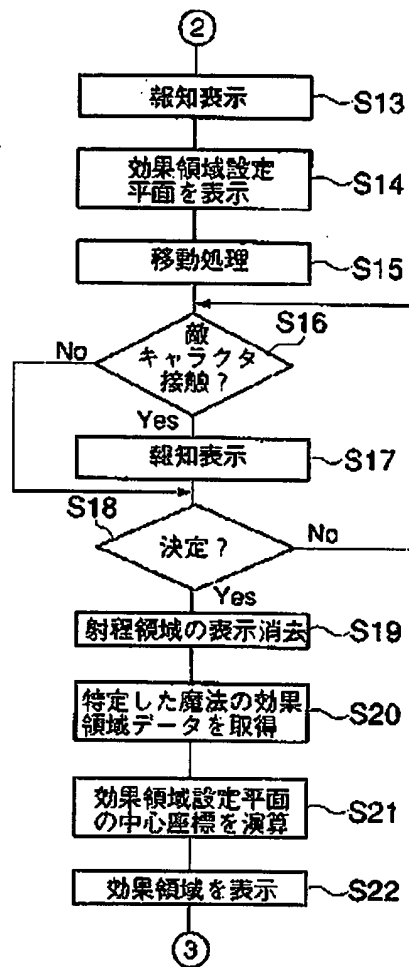 ②
報知表示
S13
効果領域設定
平面を表示
S14
移動処理
S15
敵
キャラクタ
接触？
S16
No
Yes
報知表示
S17
S18
決定？
No
Yes
射程領域の表示消去
S19
特定した魔法の効果
領域データを取得
S20
効果領域設定平面
の中心座標を演算
S21
効果領域を表示
S22
③